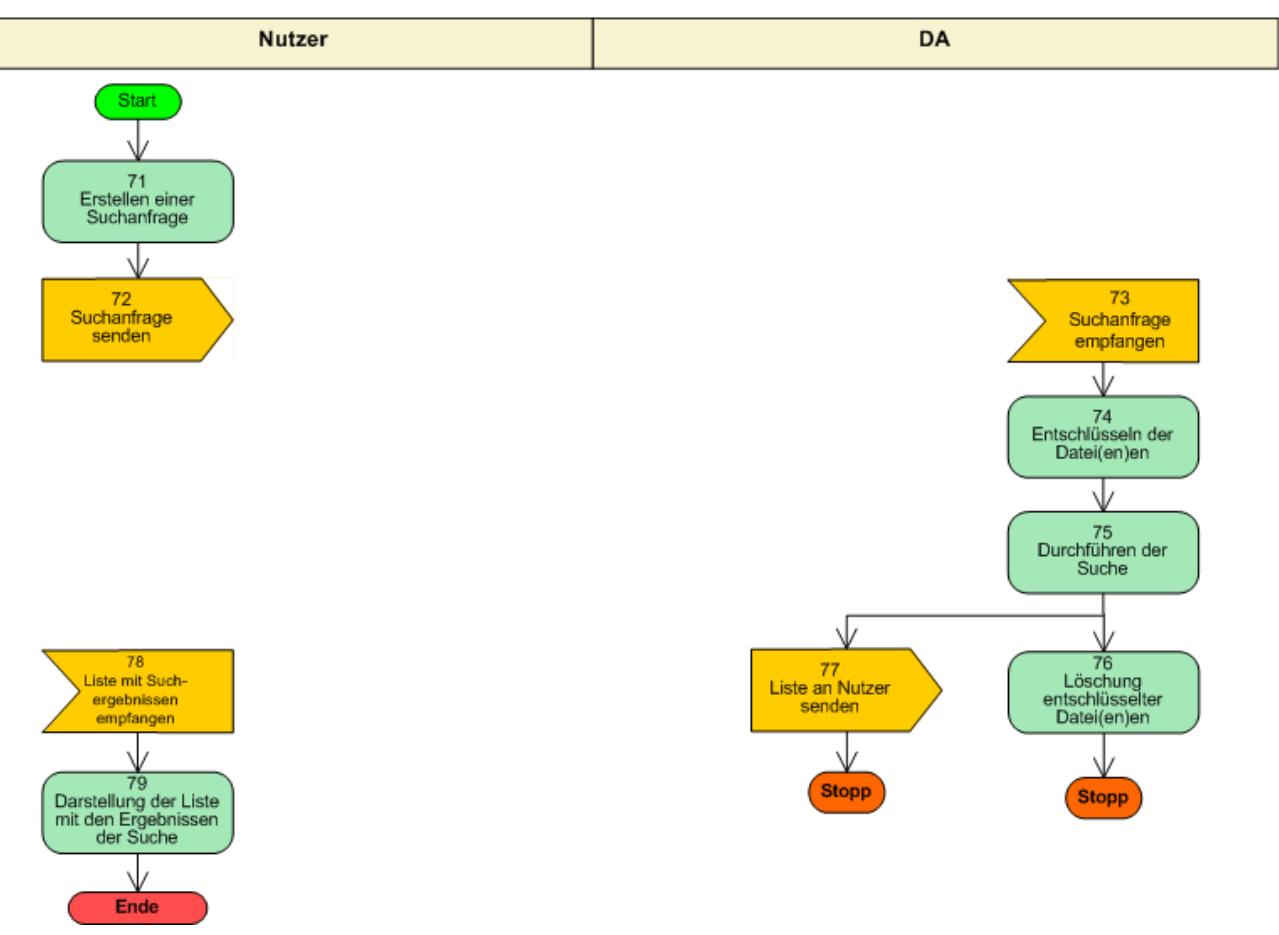 Nutzer
DA
Start
71
Erstellen einer
Suchanfrage
72
Suchanfrage
senden
73
Suchanfrage
empfangen
74
Entschlüsseln der
Datei(en)en
75
Durchführen der
Suche
78
Liste mit Such-
ergebnissen
empfangen
77
Liste an Nutzer
senden
76
Löschung
entschlüsselter
Datei(en)en
79
Darstellung der Liste
mit den Ergebnissen
der Suche
Stopp
Stopp
Ende